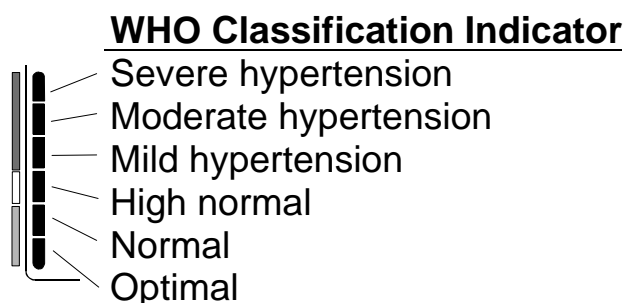 WHO Classification Indicator
Severe hypertension
Moderate hypertension
Mild hypertension
High normal
Normal
Optimal